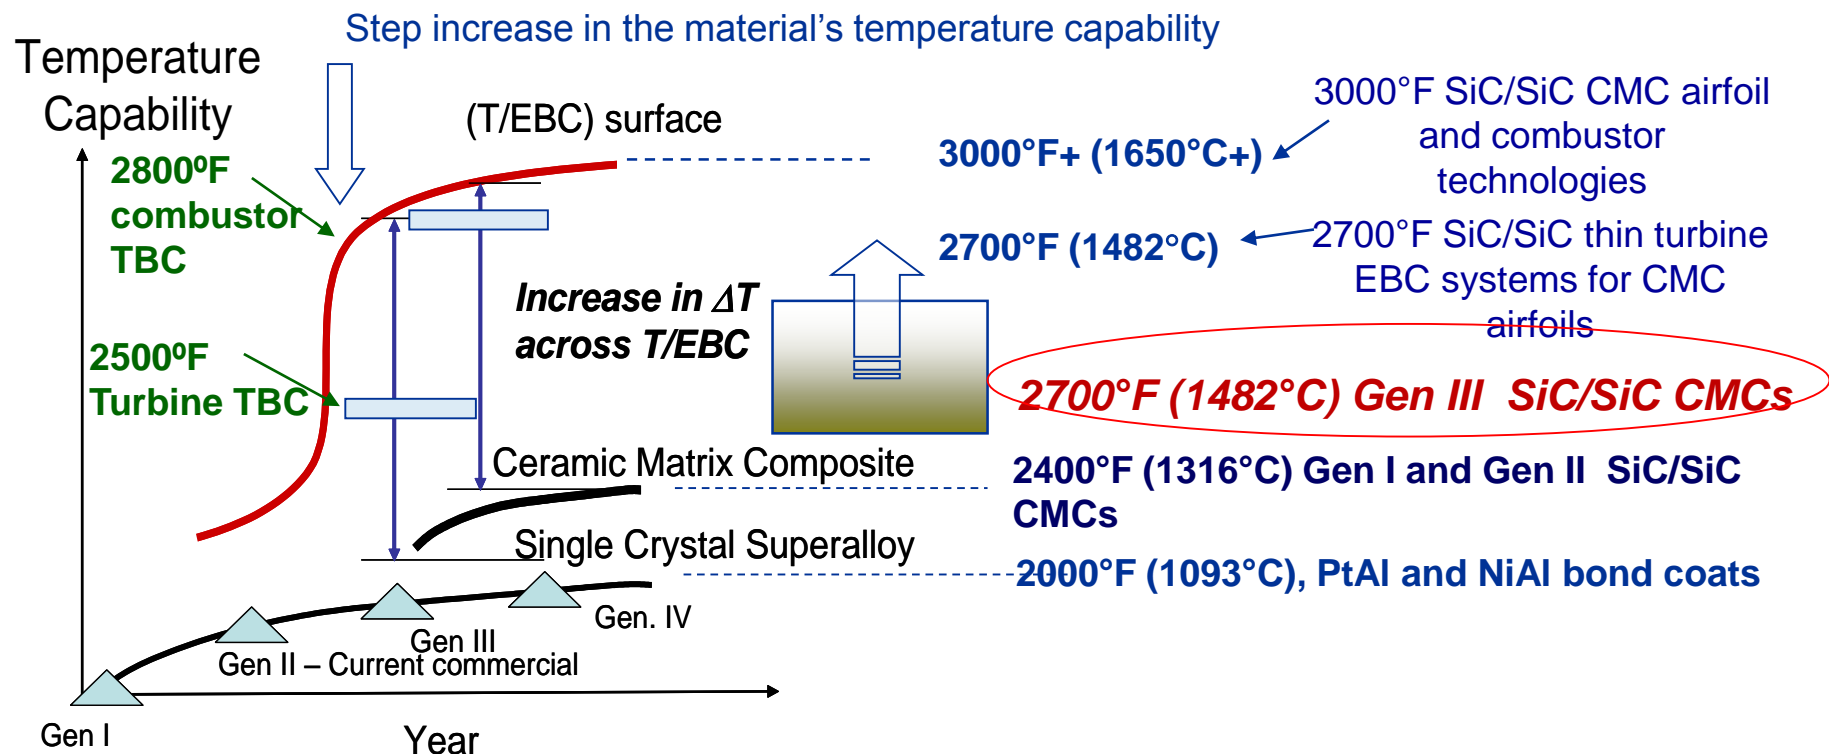 Step increase in the material's temperature capability
Temperature
Capability
(T/EBC) surface
2800ºF
combustor
TBC
3000°F+ (1650°C+)
3000°F SiC/SiC CMC airfoil
and combustor
technologies
2700°F (1482°C)
2700°F SiC/SiC thin turbine
EBC systems for CMC
airfoils
Increase in ΔT
across T/EBC
2500ºF
Turbine TBC
2700°F (1482°C) Gen III SiC/SiC CMCs
Ceramic Matrix Composite
2400°F (1316°C) Gen I and Gen II SiC/SiC
CMCs
Single Crystal Superalloy
2000°F (1093°C), PtAl and NiAl bond coats
Gen. IV
Gen III
Gen II – Current commercial
Gen I
Year